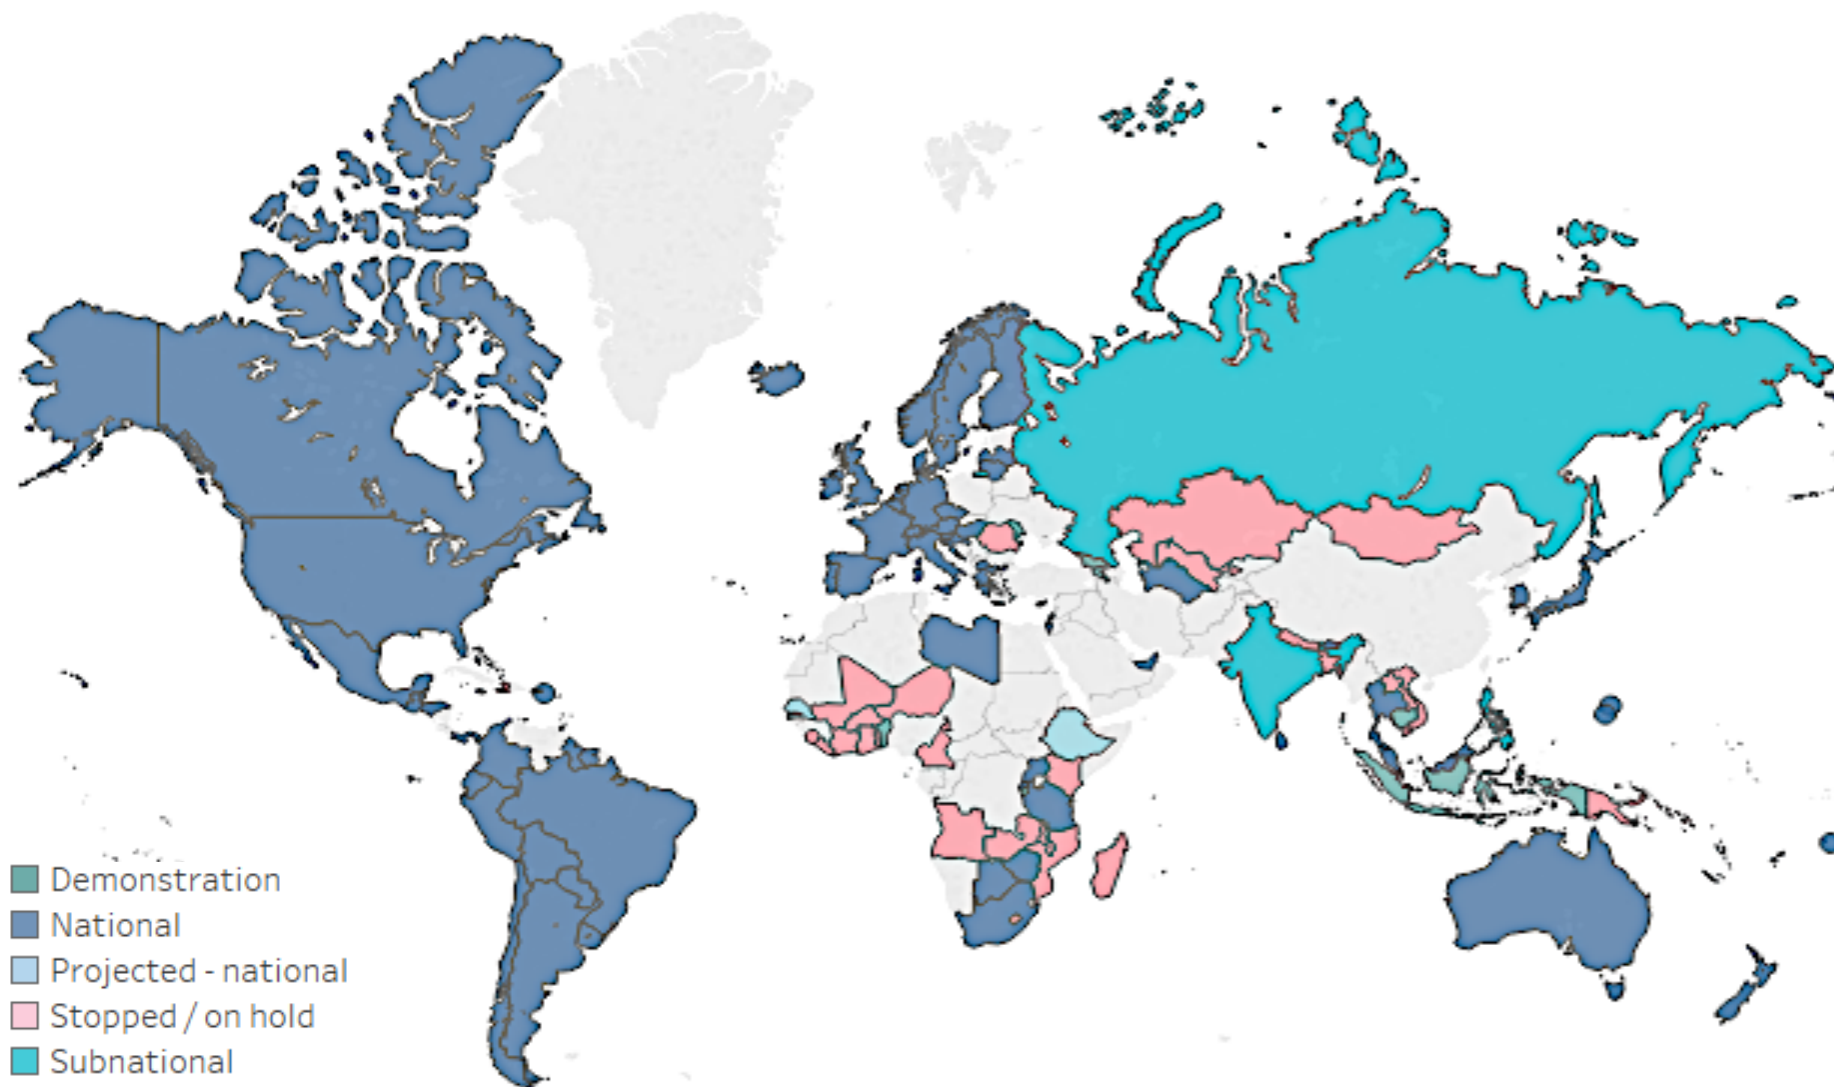 Demonstration
National
Projected - national
Stopped / on hold
Subnational